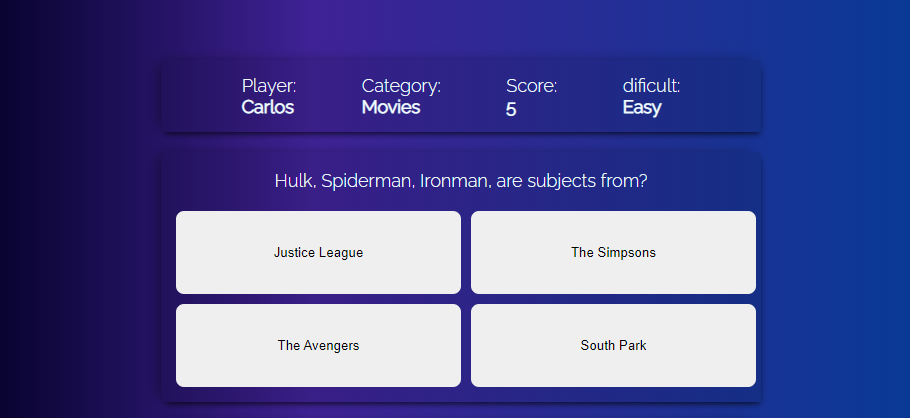 Player: Category: Score: dificult:
Carlos Movies 5 Easy
Hulk, Spiderman, Ironman, are subjects from?
Justice League The Simpsons
The Avengers South Park